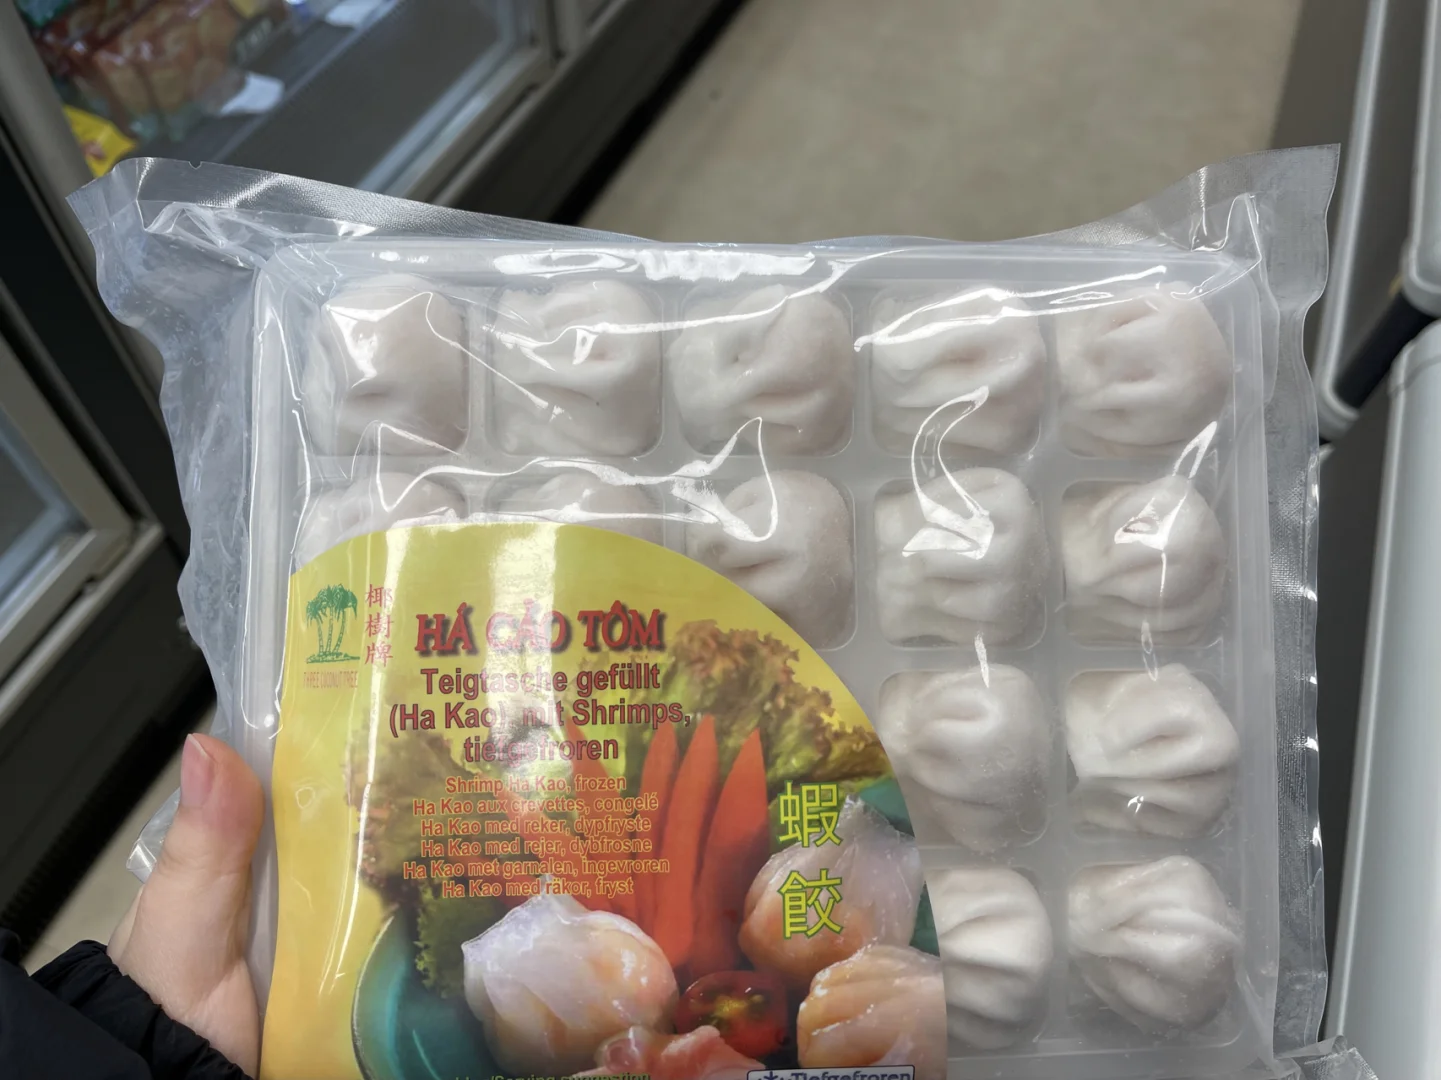 椰樹牌
THREE COCONUT TREE
HÁ CẢO TÔM
Teigtasche gefüllt
(Ha Kao) mit Shrimps,
tiefgefroren
Shrimp Ha Kao, frozen
Ha Kao aux crevettes, congelé
Ha Kao med reker, dypfryste
Ha Kao med rejer, dybfrosne
Ha Kao met garnalen, ingevroren
Ha Kao med räkor, fryst
蝦餃
Serving suggestion
Tiefgefroren